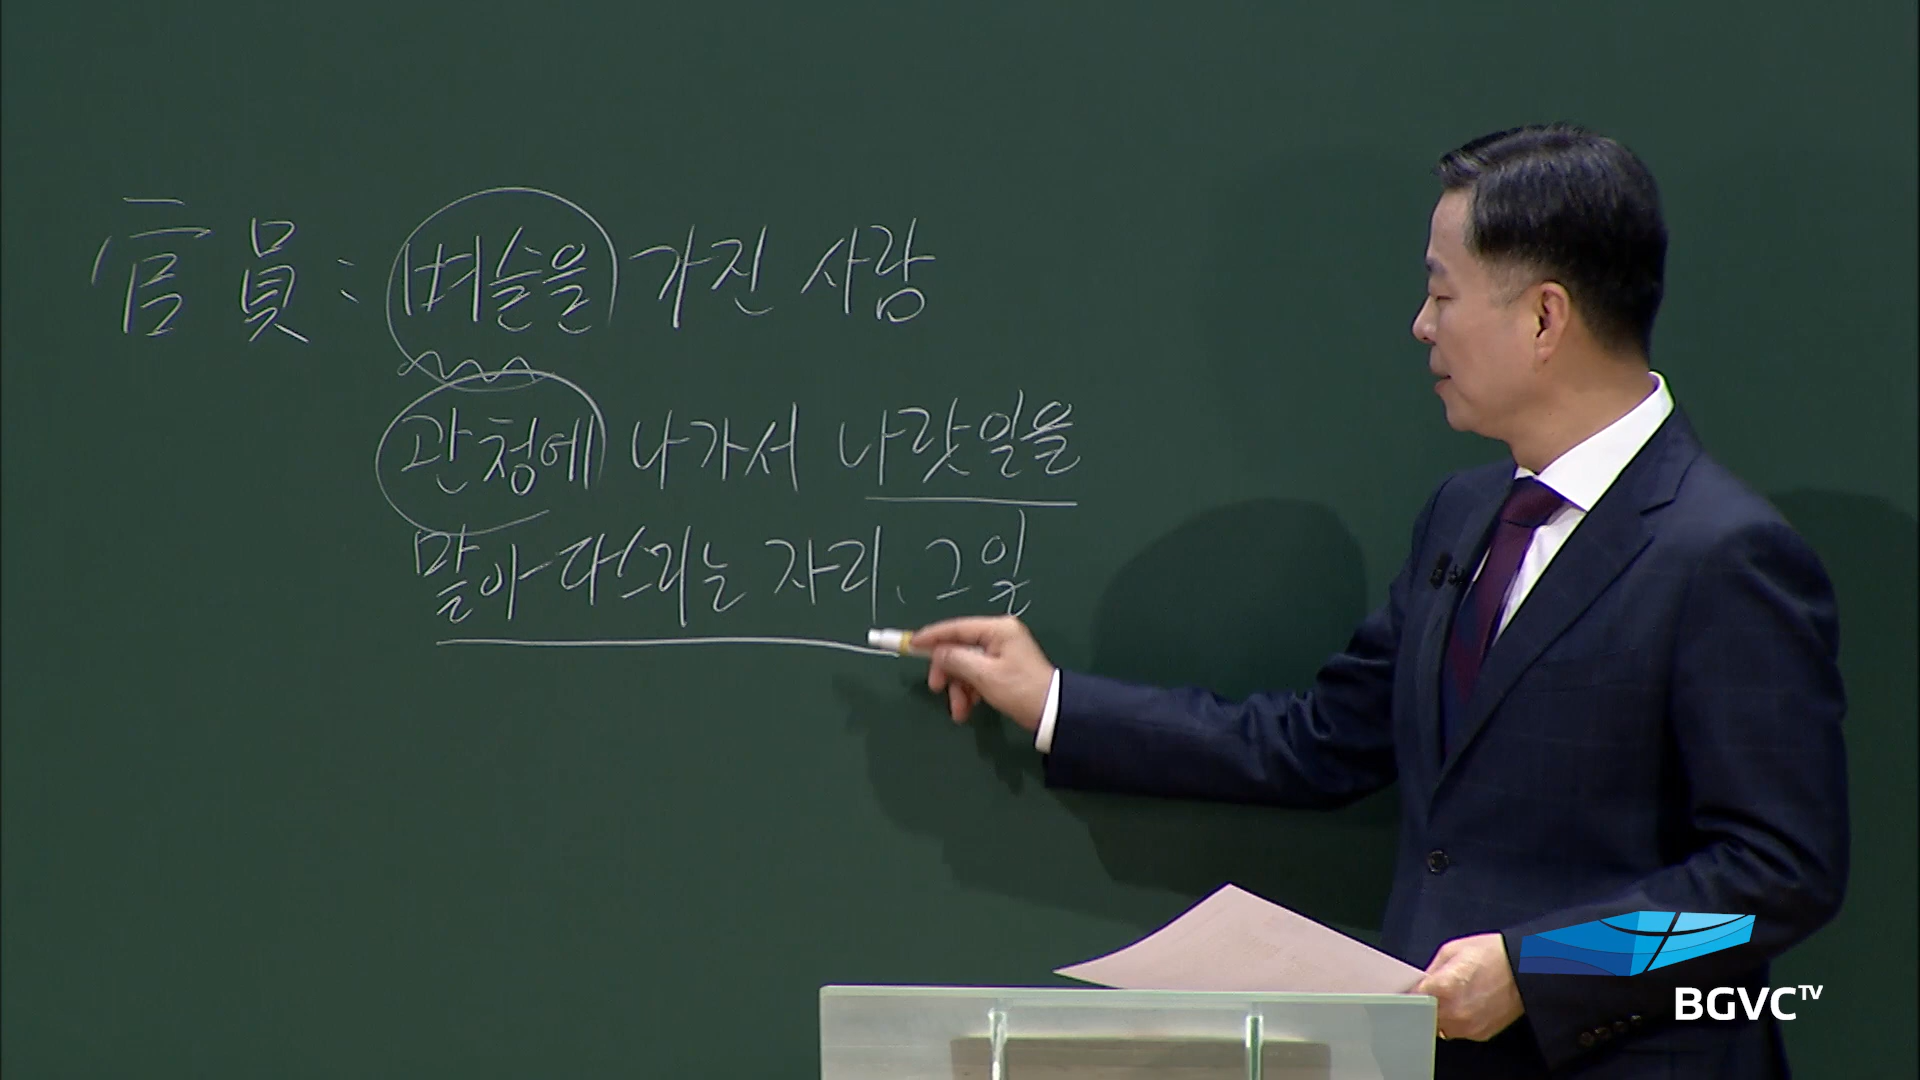 官員: 벼슬을 가진 사람
관청에 나가서 나랏일을
맡아 다스리는 자리, 그 일
BGVC TV